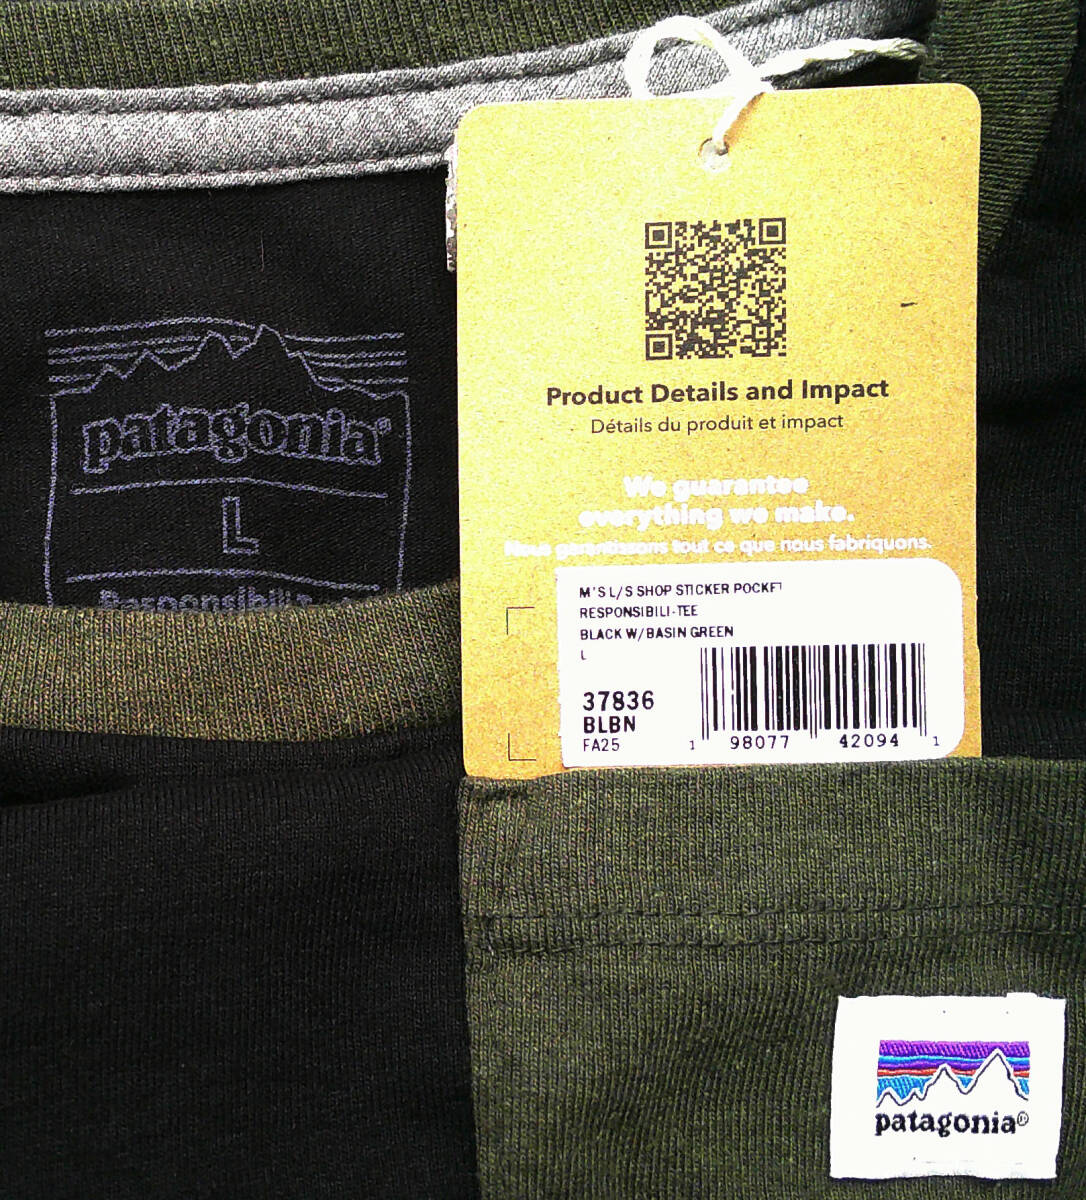 patagonia®
L
Responsibili-T
Product Details and Impact
Détails du produit et impact
We guarantee
everything we make.
Nous garantissons tout ce que nous fabriquons.
M'S L/S SHOP STICKER POCKET
RESPONSIBILI-TEE
BLACK W/BASIN GREEN
L
37836
BLBN
FA25
1 98077 42094 1
patagonia®